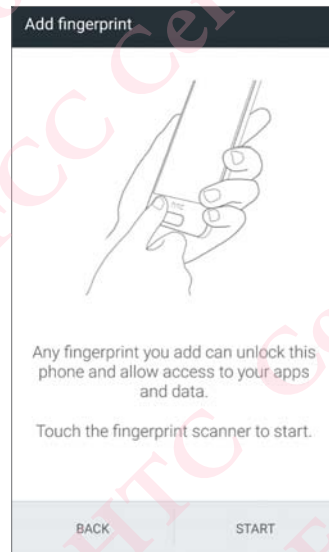 Add fingerprint
Any fingerprint you add can unlock this
phone and allow access to your apps
and data.
Touch the fingerprint scanner to start.
BACK
START